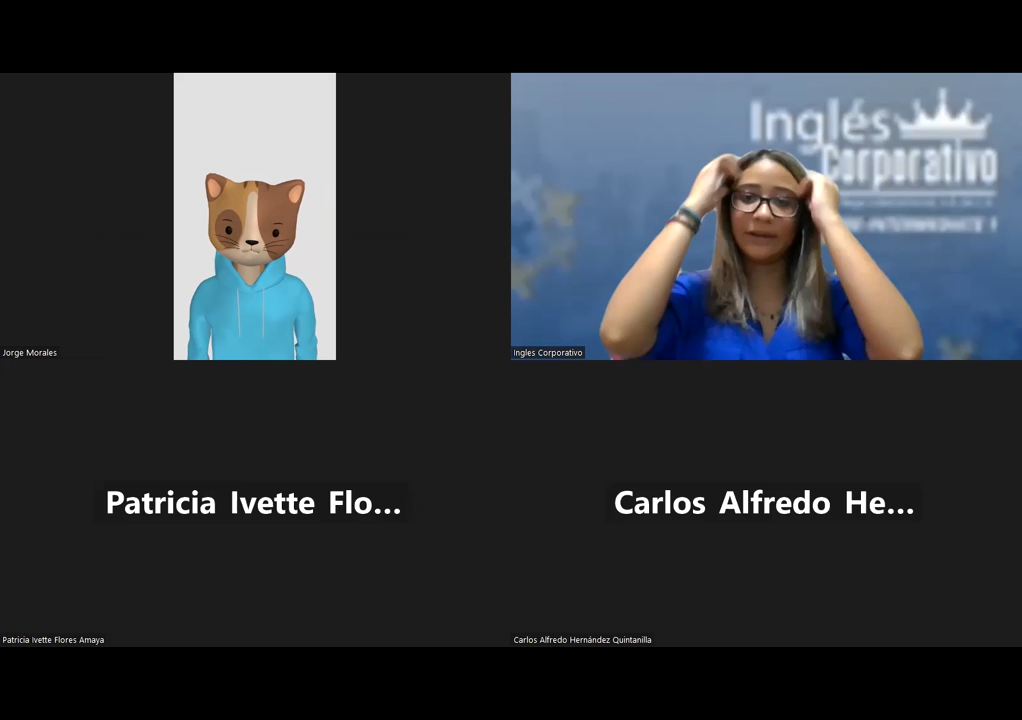 Inglés
Corporativo
Jorge Morales
Ingles Corporativo
Patricia Ivette Flo...
Carlos Alfredo He...
Patricia Ivette Flores Amaya
Carlos Alfredo Hernández Quintanilla